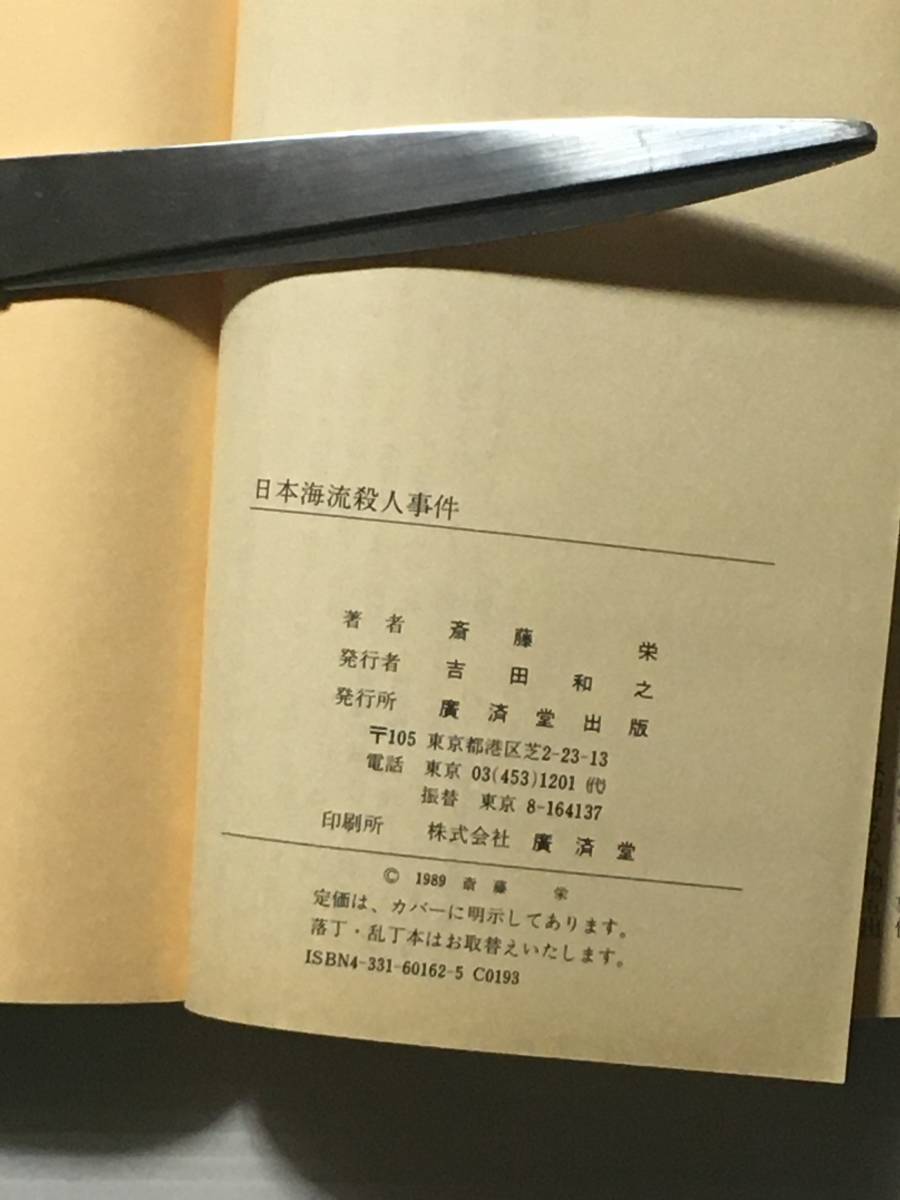 日本海流殺人事件
著者 斎藤 栄
発行者 吉田和之
発行所 廣済堂出版
〒105 東京都港区芝2-23-13
電話 東京 03(453)1201 ㈹
振替 東京 8-164137
印刷所 株式会社 廣済堂
© 1989 斎藤 栄
定価は、カバーに明示してあります。
落丁・乱丁本はお取替えいたします。
ISBN4-331-60162-5 C0193